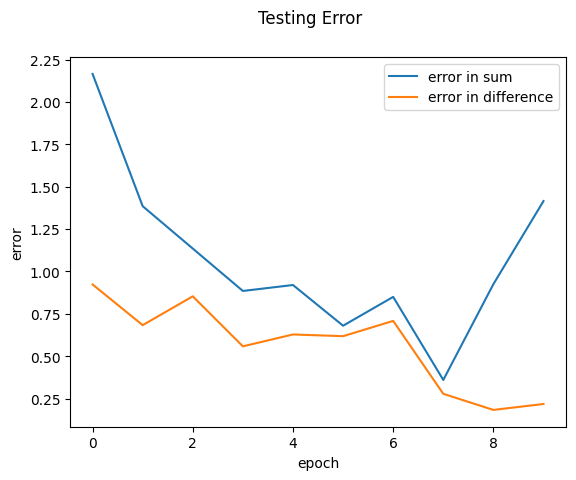 Testing Error
error in sum
error in difference
2.25
2.00
1.75
1.50
1.25
1.00
0.75
0.50
0.25
error
0 2 4 6 8
epoch